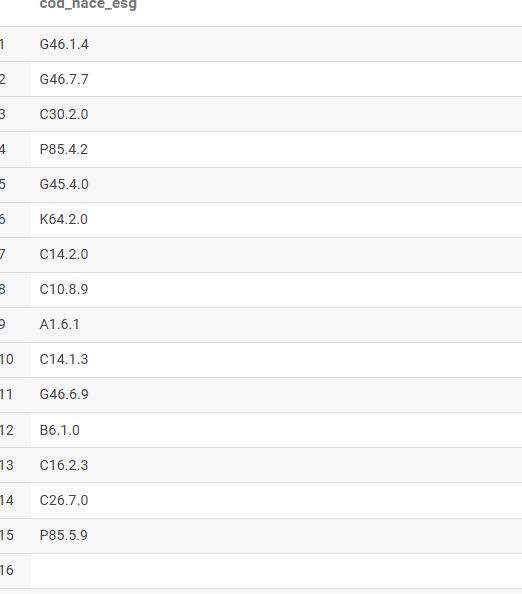 cod_nace_esg
1 G46.1.4
2 G46.7.7
3 C30.2.0
4 P85.4.2
5 G45.4.0
6 K64.2.0
7 C14.2.0
8 C10.8.9
9 A1.6.1
10 C14.1.3
11 G46.6.9
12 B6.1.0
13 C16.2.3
14 C26.7.0
15 P85.5.9
16